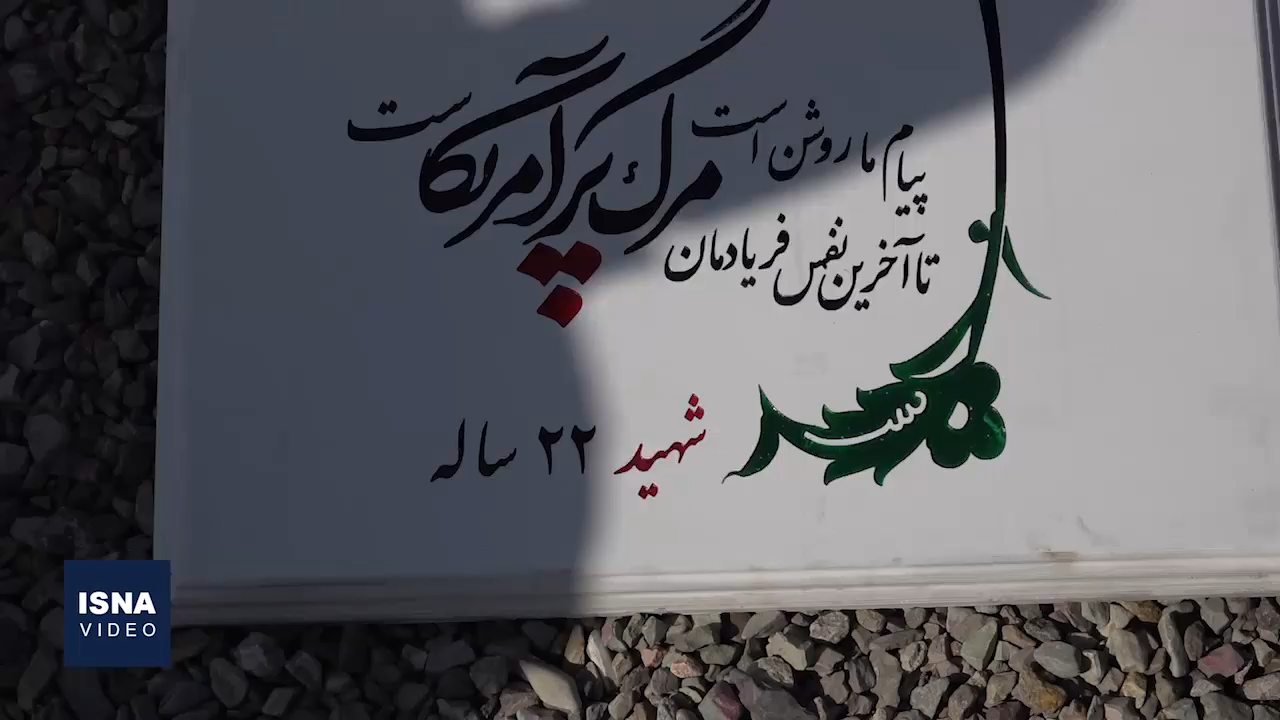 پیام ما روشن است
تا آخرین نفس فریادمان
مرگ بر آمریکاست
شهید ۲۲ ساله
ISNA
VIDEO